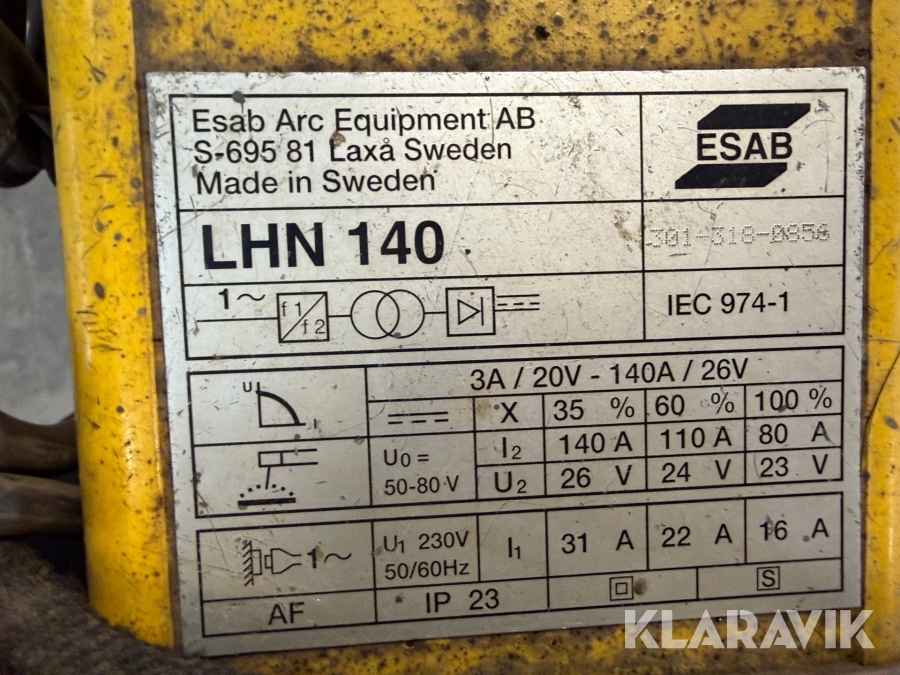 Esab Arc Equipment AB
S-695 81 Laxå Sweden
Made in Sweden
ESAB
LHN 140
301-318-0856
1~
f1/f2
IEC 974-1
3A / 20V - 140A / 26V
U
I
X 35 % 60 % 100 %
U0 =
50-80 V
I2 140 A 110 A 80 A
U2 26 V 24 V 23 V
1~
U1 230V
50/60Hz
I1 31 A 22 A 16 A
AF
IP 23
S
KLARAVIK